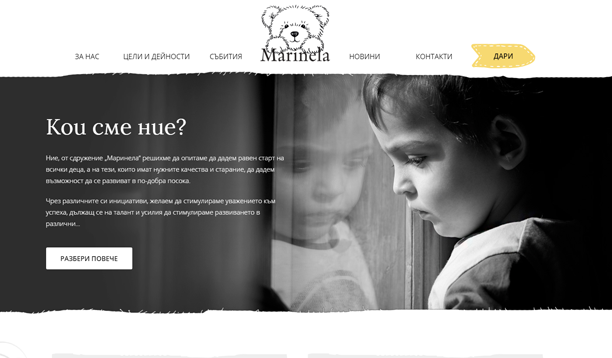 Marinela
ЗА НАС
ЦЕЛИ И ДЕЙНОСТИ
СЪБИТИЯ
НОВИНИ
КОНТАКТИ
ДАРИ
Кои сме ние?
Ние, от сдружение „Маринела“ решихме да опитаме да дадем равен старт на
всички деца, а на тези, които имат нужните качества и старание, да дадем
възможност да се развиват в по-добра посока.
Чрез различните си инициативи, желаем да стимулираме уважението към
успеха, дължащ се на талант и усилия да стимулираме развиването в
различни...
РАЗБЕРИ ПОВЕЧЕ